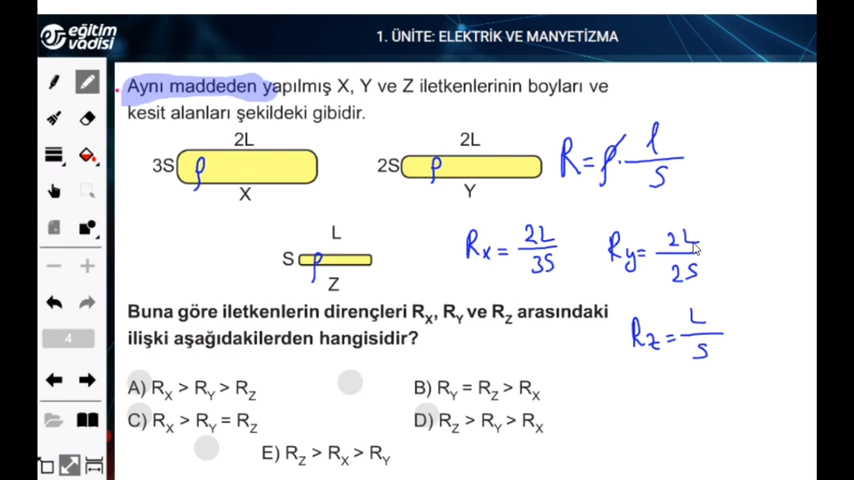 eğitim
vadisi
1. ÜNİTE: ELEKTRİK VE MANYETİZMA
Aynı maddeden yapılmış X, Y ve Z iletkenlerinin boyları ve
kesit alanları şekildeki gibidir.
2L
3S ρ
X
2L
2S ρ
Y
R = ρ · l / S
L
S ρ
Z
Rx = 2L / 3S
Ry = 2L / 2S
Rz = L / S
Buna göre iletkenlerin dirençleri RX, RY ve RZ arasındaki
ilişki aşağıdakilerden hangisidir?
A) RX > RY > RZ
B) RY = RZ > RX
C) RX > RY = RZ
D) RZ > RY > RX
E) RZ > RX > RY
4